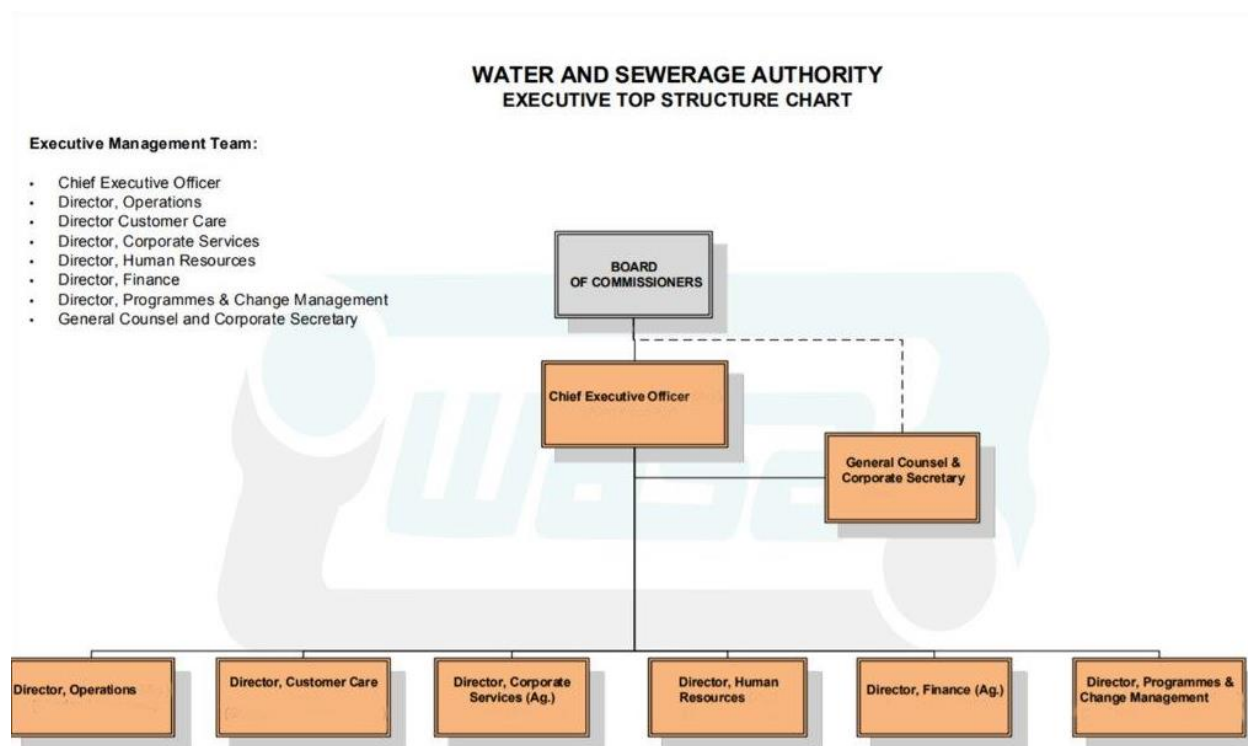 WATER AND SEWERAGE AUTHORITY
EXECUTIVE TOP STRUCTURE CHART
Executive Management Team:
• Chief Executive Officer
• Director, Operations
• Director Customer Care
• Director, Corporate Services
• Director, Human Resources
• Director, Finance
• Director, Programmes & Change Management
• General Counsel and Corporate Secretary
BOARD
OF COMMISSIONERS
Chief Executive Officer
General Counsel &
Corporate Secretary
Director, Operations
Director, Customer Care
Director, Corporate
Services (Ag.)
Director, Human
Resources
Director, Finance (Ag.)
Director, Programmes &
Change Management
wasa